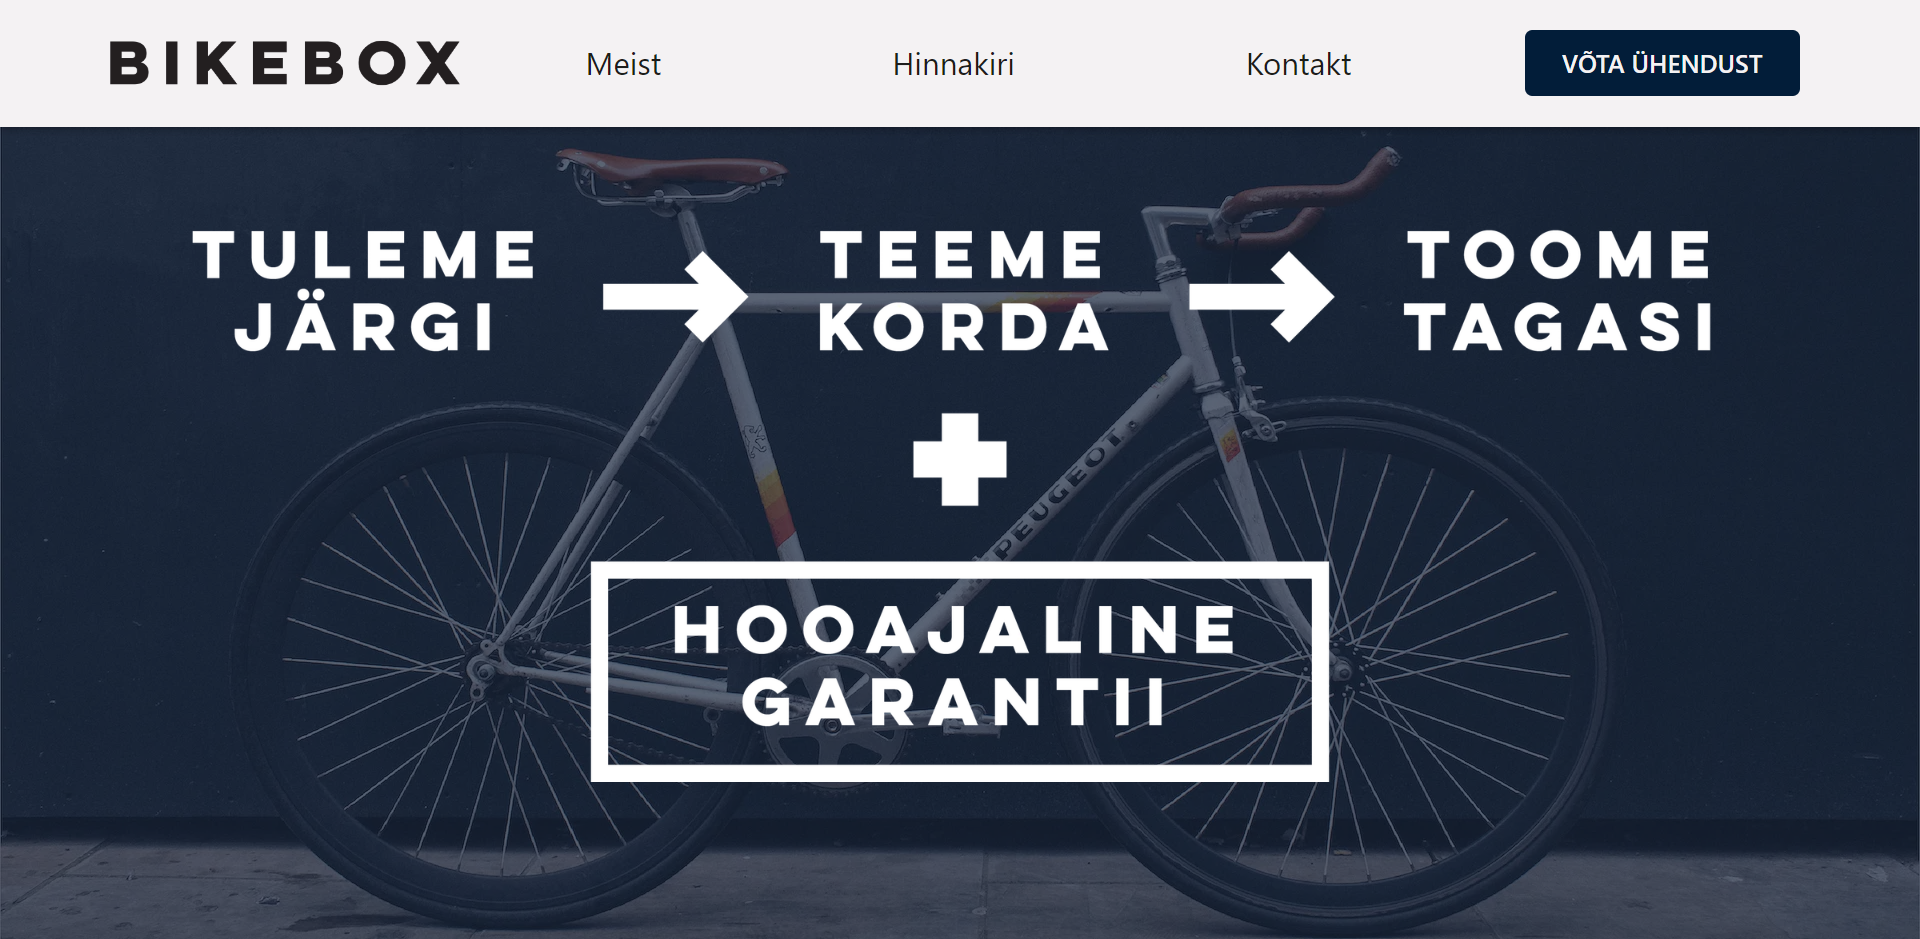 BIKEBOX
Meist
Hinnakiri
Kontakt
VÕTA ÜHENDUST
TULEME
JÄRGI
TEEME
KORDA
TOOME
TAGASI
PEUGEOT
HOOAJALINE
GARANTII